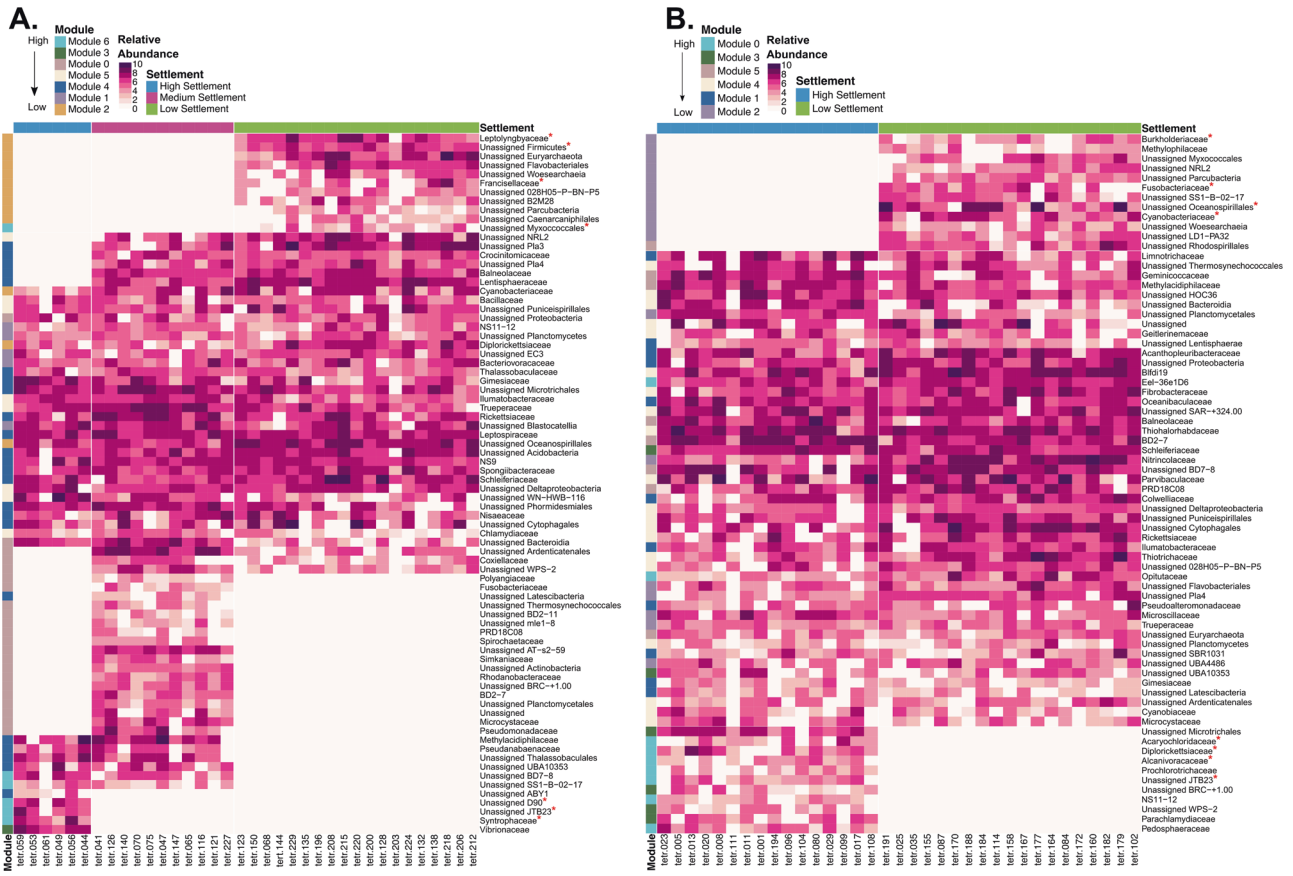 A.
High
Low
Module
Module 6
Module 3
Module 0
Module 5
Module 4
Module 1
Module 2
Relative
Abundance
10
8
6
4
2
0
Settlement
High Settlement
Medium Settlement
Low Settlement
Settlement
Leptolyngbyaceae*
Unassigned Firmicutes*
Unassigned Euryarchaeota
Unassigned Flavobacteriales
Unassigned Woesearchaeia
Francisellaceae*
Unassigned 028H05-P-BN-P5
Unassigned B2M28
Unassigned Parcubacteria
Unassigned Caenarcaniphilales
Unassigned Myxococcales*
Unassigned NRL2
Unassigned Pla3
Crocinitomicaceae
Unassigned Pla4
Balneolaceae
Lentisphaeraceae
Cyanobacteriaceae
Bacillaceae
Unassigned Puniceispirillales
Unassigned Proteobacteria
NS11-12
Unassigned Planctomycetes
Diplorickettsiaceae
Unassigned EC3
Bacteriovoracaceae
Thalassobaculaceae
Gimesiaceae
Unassigned Microtrichales
Ilumatobacteraceae
Trueperaceae
Rickettsiaceae
Unassigned Blastocatellia
Leptospiraceae
Unassigned Oceanospirillales
Unassigned Acidobacteria
NS9
Spongiibacteraceae
Schleiferiaceae
Unassigned Deltaproteobacteria
Unassigned WN-HWB-116
Unassigned Phormidesmiales
Nisaeaceae
Unassigned Cytophagales
Chlamydiaceae
Unassigned Bacteroidia
Unassigned Ardenticatenales
Coxiellaceae
Unassigned WPS-2
Polyangiaceae
Fusobacteriaceae
Unassigned Latescibacteria
Unassigned Thermosynechococcales
Unassigned BD2-11
Unassigned mle1-8
PRD18C08
Spirochaetaceae
Unassigned AT-s2-59
Simkaniaceae
Unassigned Actinobacteria
Rhodanobacteraceae
Unassigned BRC-+1.00
BD2-7
Unassigned Planctomycetales
Unassigned
Microcystaceae
Pseudomonadaceae
Methylacidiphilaceae
Pseudanabaenaceae
Unassigned Thalassobaculales
Unassigned UBA10353
Unassigned BD7-8
Unassigned SS1-B-02-17
Unassigned ABY1
Unassigned D90*
Unassigned JTB23*
Syntrophaceae*
Vibrionaceae
Module
tetr.059
tetr.053
tetr.061
tetr.049
tetr.056
tetr.044
tetr.041
tetr.126
tetr.140
tetr.070
tetr.075
tetr.047
tetr.147
tetr.065
tetr.116
tetr.121
tetr.227
tetr.123
tetr.150
tetr.068
tetr.144
tetr.229
tetr.135
tetr.196
tetr.208
tetr.215
tetr.220
tetr.200
tetr.128
tetr.203
tetr.224
tetr.132
tetr.138
tetr.218
tetr.206
tetr.212
B.
High
Low
Module
Module 0
Module 3
Module 5
Module 4
Module 1
Module 2
Relative
Abundance
10
8
6
4
2
0
Settlement
High Settlement
Low Settlement
Settlement
Burkholderiaceae*
Methylophilaceae
Unassigned Myxococcales
Unassigned NRL2
Unassigned Parcubacteria
Fusobacteriaceae*
Unassigned SS1-B-02-17
Unassigned Oceanospirillales*
Cyanobacteriaceae*
Unassigned Woesearchaeia
Unassigned LD1-PA32
Unassigned Rhodospirillales
Limnotrichaceae
Unassigned Thermosynechococcales
Geminicoccaceae
Methylacidiphilaceae
Unassigned HOC36
Unassigned Bacteroidia
Unassigned Planctomycetales
Unassigned
Geitlerinemaceae
Unassigned Lentisphaerae
Acanthopleuribacteraceae
Unassigned Proteobacteria
Blfdi19
Eel-36e1D6
Fibrobacteraceae
Oceanibaculaceae
Unassigned SAR-+324.00
Balneolaceae
Thiohalorhabdaceae
BD2-7
Schleiferiaceae
Nitrincolaceae
Unassigned BD7-8
Parvibaculaceae
PRD18C08
Colwelliaceae
Unassigned Deltaproteobacteria
Unassigned Puniceispirillales
Unassigned Cytophagales
Rickettsiaceae
Ilumatobacteraceae
Thiotrichaceae
Unassigned 028H05-P-BN-P5
Opitutaceae
Unassigned Flavobacteriales
Unassigned Pla4
Pseudoalteromonadaceae
Microscillaceae
Trueperaceae
Unassigned Euryarchaeota
Unassigned Planctomycetes
Unassigned SBR1031
Unassigned UBA4486
Unassigned UBA10353
Gimesiaceae
Unassigned Latescibacteria
Unassigned Ardenticatenales
Cyanobiaceae
Microcystaceae
Unassigned Microtrichales
Acaryochloridaceae*
Diplorickettsiaceae*
Alcanivoracaceae*
Prochlorotrichaceae
Unassigned JTB23*
Unassigned BRC-+1.00
NS11-12
Unassigned WPS-2
Parachlamydiaceae
Pedosphaeraceae
Module
tetr.023
tetr.005
tetr.013
tetr.020
tetr.008
tetr.111
tetr.011
tetr.001
tetr.194
tetr.096
tetr.104
tetr.080
tetr.029
tetr.099
tetr.017
tetr.108
tetr.191
tetr.025
tetr.035
tetr.155
tetr.087
tetr.170
tetr.188
tetr.184
tetr.114
tetr.158
tetr.167
tetr.177
tetr.164
tetr.084
tetr.172
tetr.160
tetr.182
tetr.179
tetr.102